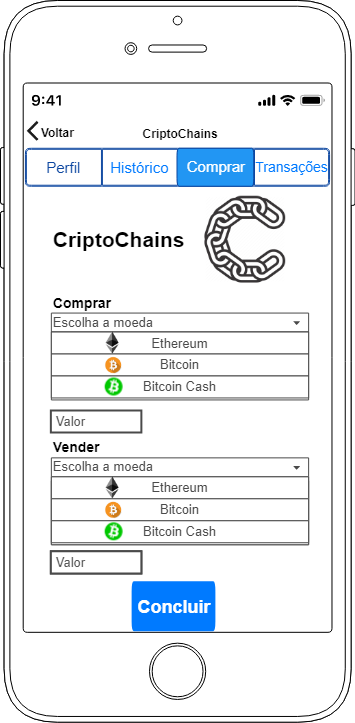 9:41
Voltar CriptoChains
Perfil Histórico Comprar Transações
CriptoChains
Comprar
Escolha a moeda
Ethereum
Bitcoin
Bitcoin Cash
Valor
Vender
Escolha a moeda
Ethereum
Bitcoin
Bitcoin Cash
Valor
Concluir